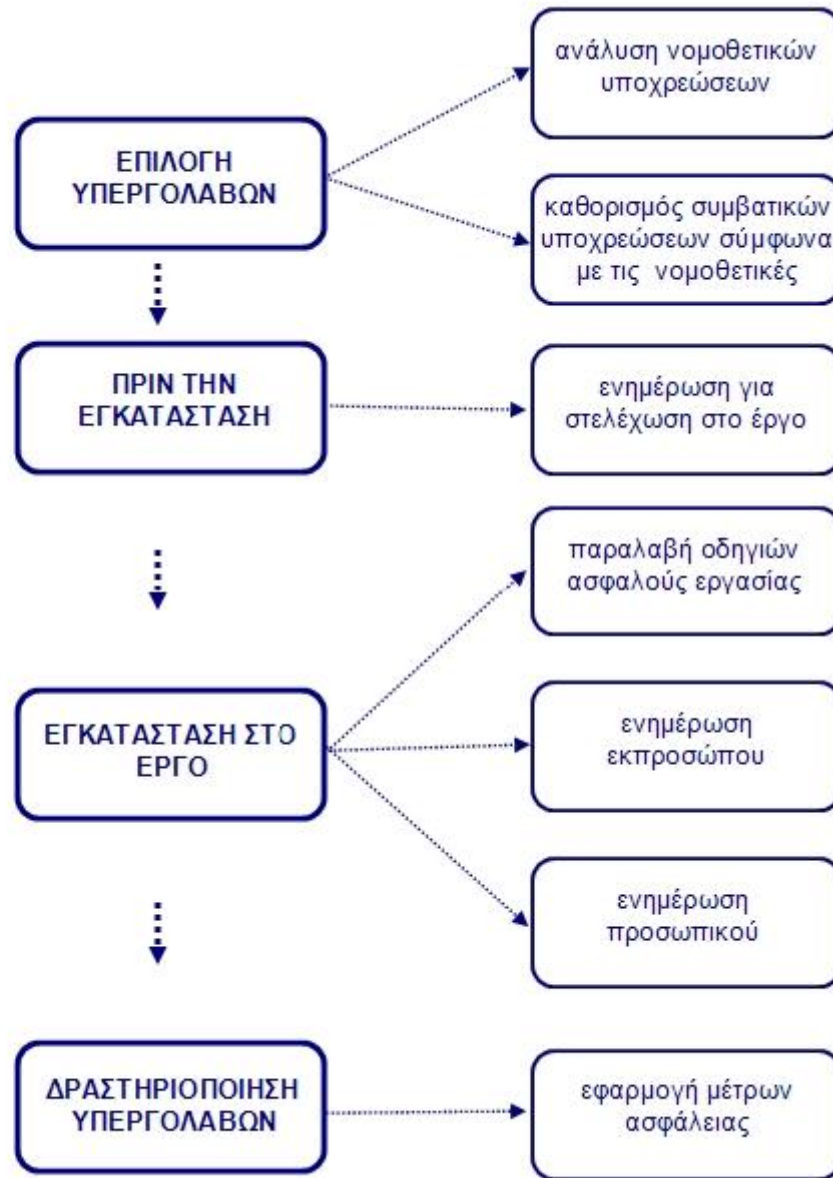 ανάλυση νομοθετικών
υποχρεώσεων
ΕΠΙΛΟΓΗ
ΥΠΕΡΓΟΛΑΒΩΝ
καθορισμός συμβατικών
υποχρεώσεων σύμφωνα
με τις νομοθετικές
ΠΡΙΝ ΤΗΝ
ΕΓΚΑΤΑΣΤΑΣΗ
ενημέρωση για
στελέχωση στο έργο
παραλαβή οδηγιών
ασφαλούς εργασίας
ΕΓΚΑΤΑΣΤΑΣΗ ΣΤΟ
ΕΡΓΟ
ενημέρωση
εκπροσώπου
ενημέρωση
προσωπικού
ΔΡΑΣΤΗΡΙΟΠΟΙΗΣΗ
ΥΠΕΡΓΟΛΑΒΩΝ
εφαρμογή μέτρων
ασφάλειας